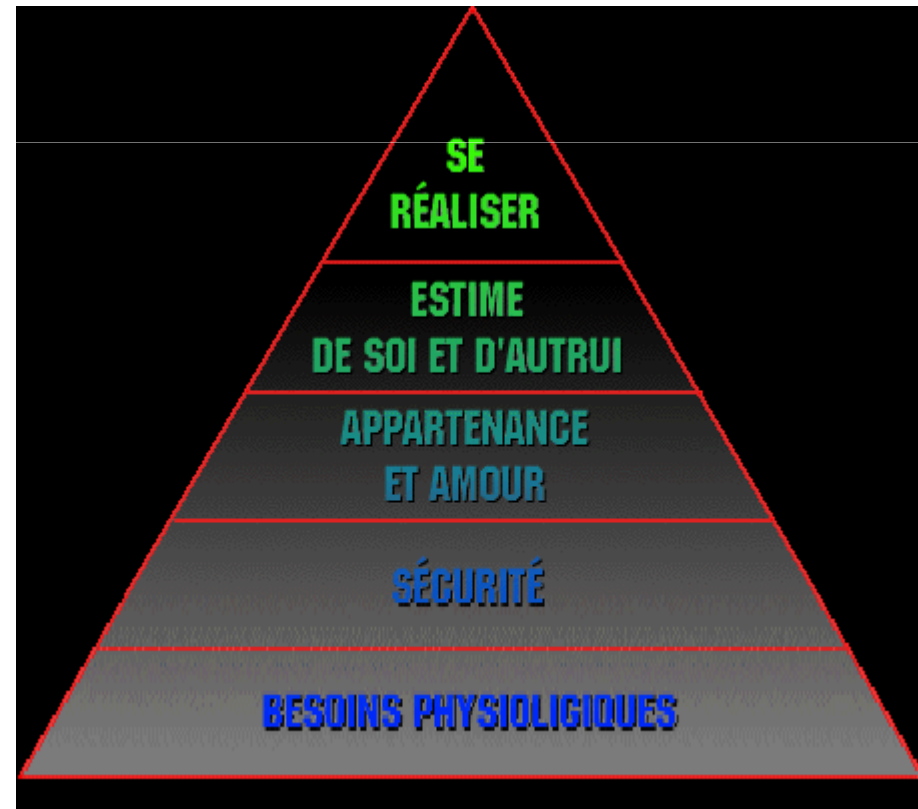 SE
RÉALISER
ESTIME
DE SOI ET D'AUTRUI
APPARTENANCE
ET AMOUR
SÉCURITÉ
BESOINS PHYSIOLIGIQUES